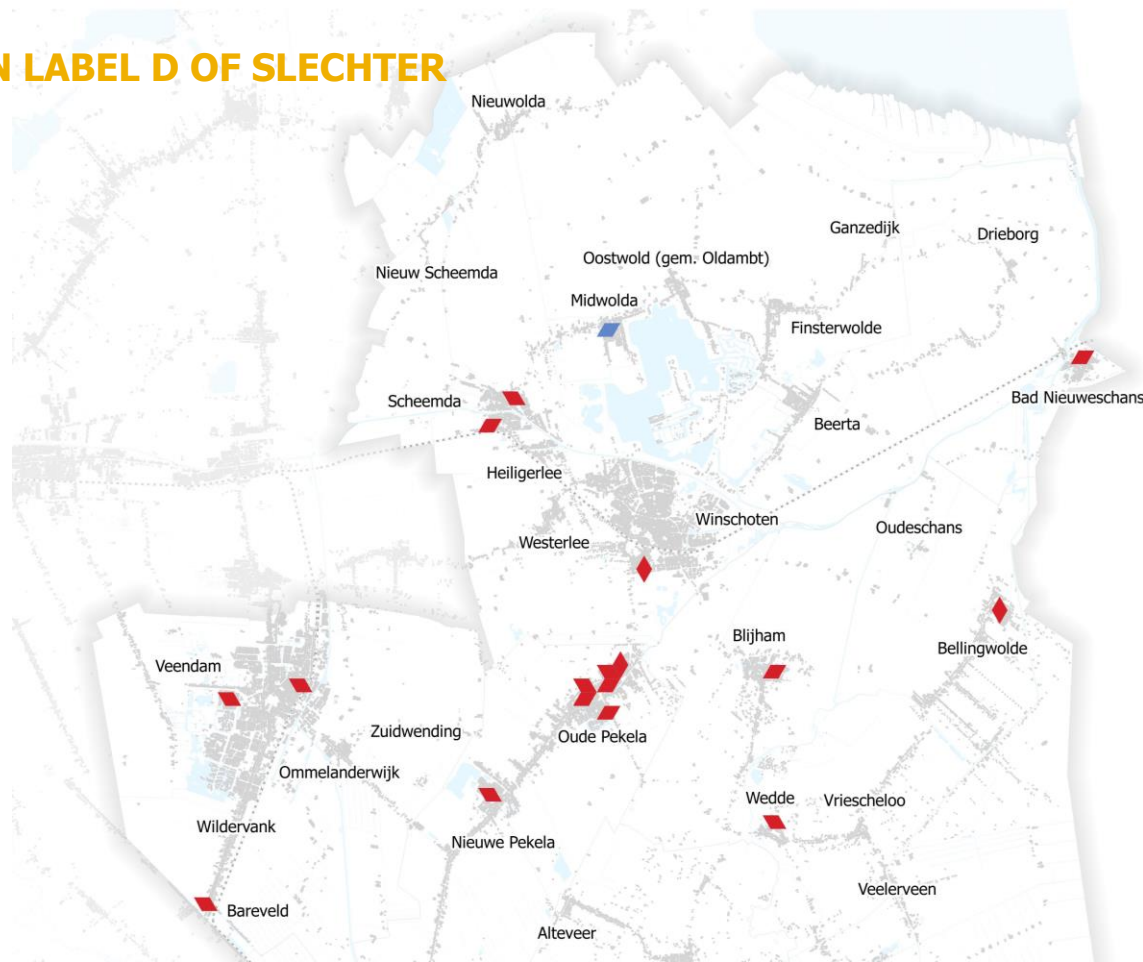 N LABEL D OF SLECHTER
Nieuwolda
Ganzedijk
Drieborg
Oostwold (gem. Oldambt)
Nieuw Scheemda
Midwolda
Finsterwolde
Scheemda
Bad Nieuweschans
Beerta
Heiligerlee
Winschoten
Oudeschans
Westerlee
Blijham
Bellingwolde
Veendam
Zuidwending
Oude Pekela
Ommelanderwijk
Wedde
Vriescheloo
Wildervank
Nieuwe Pekela
Veelerveen
Bareveld
Alteveer